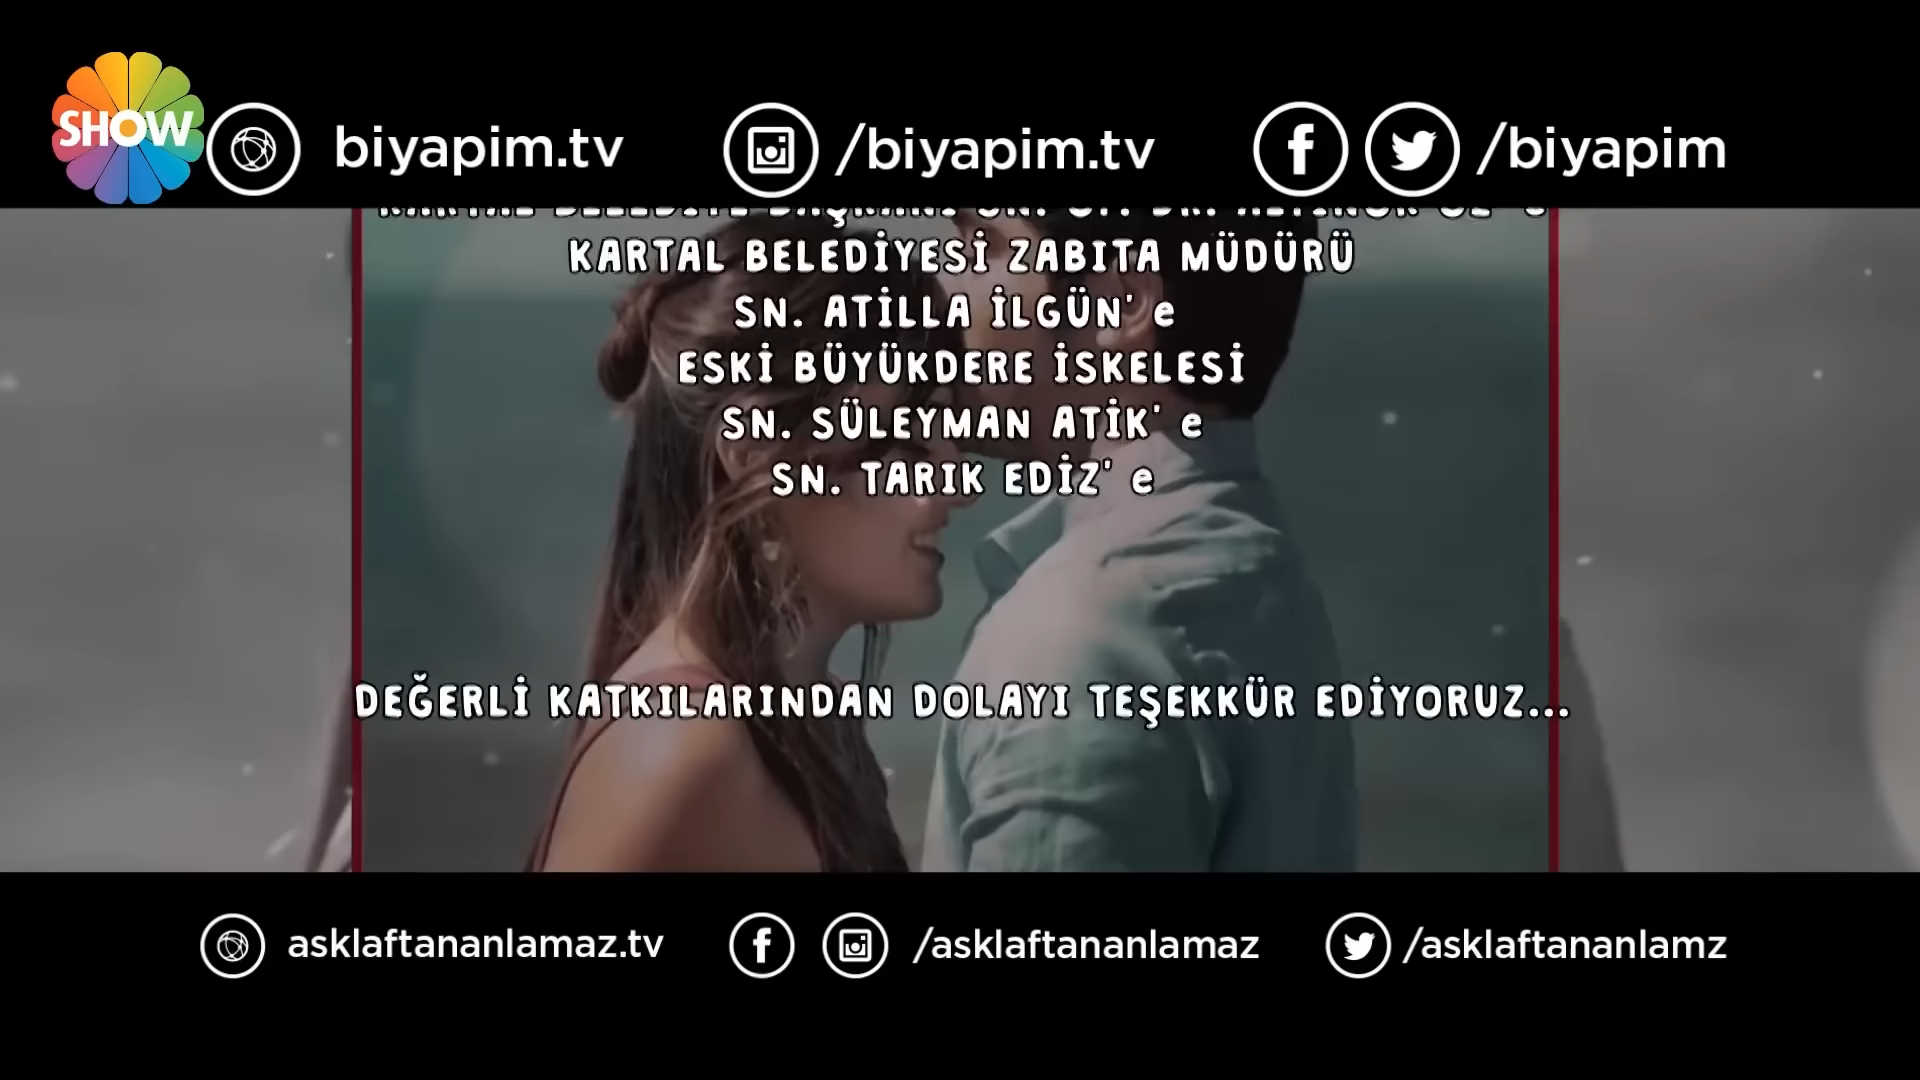 SHOW
biyapim.tv
/biyapim.tv
/biyapim
KARTAL BELEDİYESİ ZABITA MÜDÜRÜ
SN. ATİLLA İLGÜN' e
ESKİ BÜYÜKDERE İSKELESİ
SN. SÜLEYMAN ATİK' e
SN. TARIK EDİZ' e
DEĞERLİ KATKILARINDAN DOLAYI TEŞEKKÜR EDİYORUZ...
asklaftananlamaz.tv
/asklaftananlamaz
/asklaftananlamz